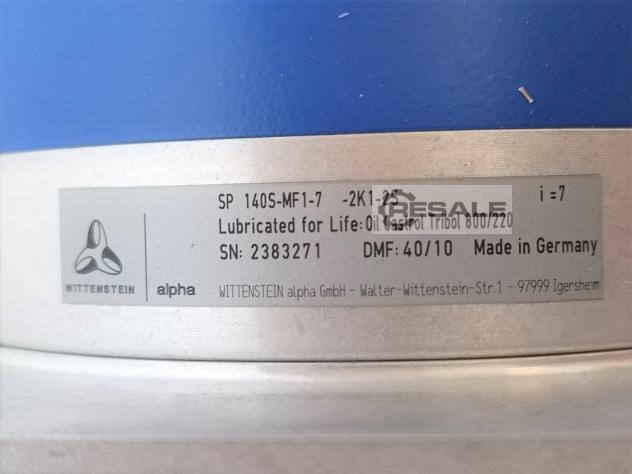 SP 140S-MF1-7 -2K1-2S i=7
RESALE
Lubricated for Life: Oil Castrol Tribol 800/220
SN: 2383271 DMF: 40/10 Made in Germany
WITTENSTEIN alpha WITTENSTEIN alpha GmbH - Walter-Wittenstein-Str.1 - 97999 Igersheim